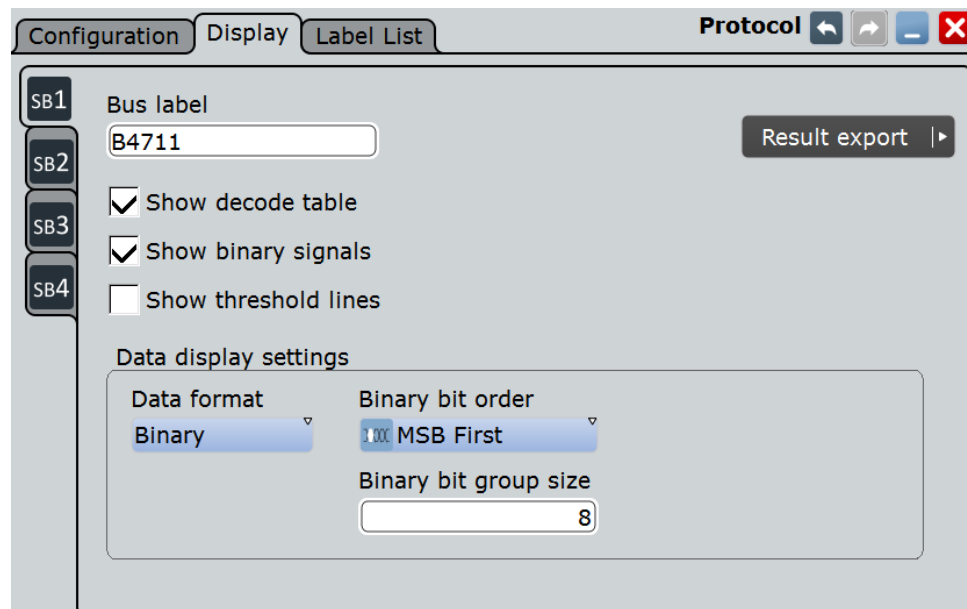 Configuration Display Label List Protocol
SB1
SB2
SB3
SB4
Bus label
B4711
Result export
Show decode table
Show binary signals
Show threshold lines
Data display settings
Data format Binary bit order
Binary MSB First
Binary bit group size
8